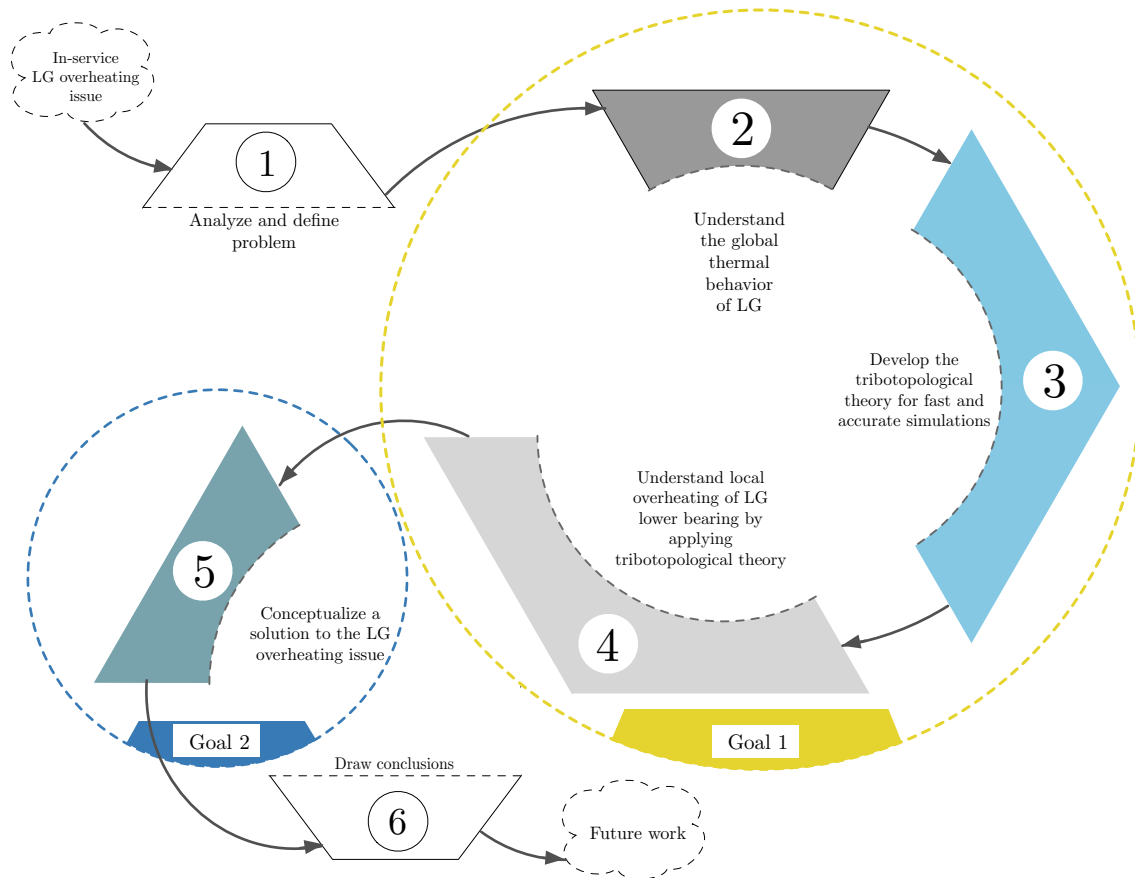 In-service
LG overheating
issue
1
Analyze and define
problem
2
Understand
the global
thermal
behavior
of LG
3
Develop the
tribotopological
theory for fast and
accurate simulations
4
Understand local
overheating of LG
lower bearing by
applying
tribotopological theory
Goal 1
5
Conceptualize a
solution to the LG
overheating issue
Goal 2
Draw conclusions
6
Future work